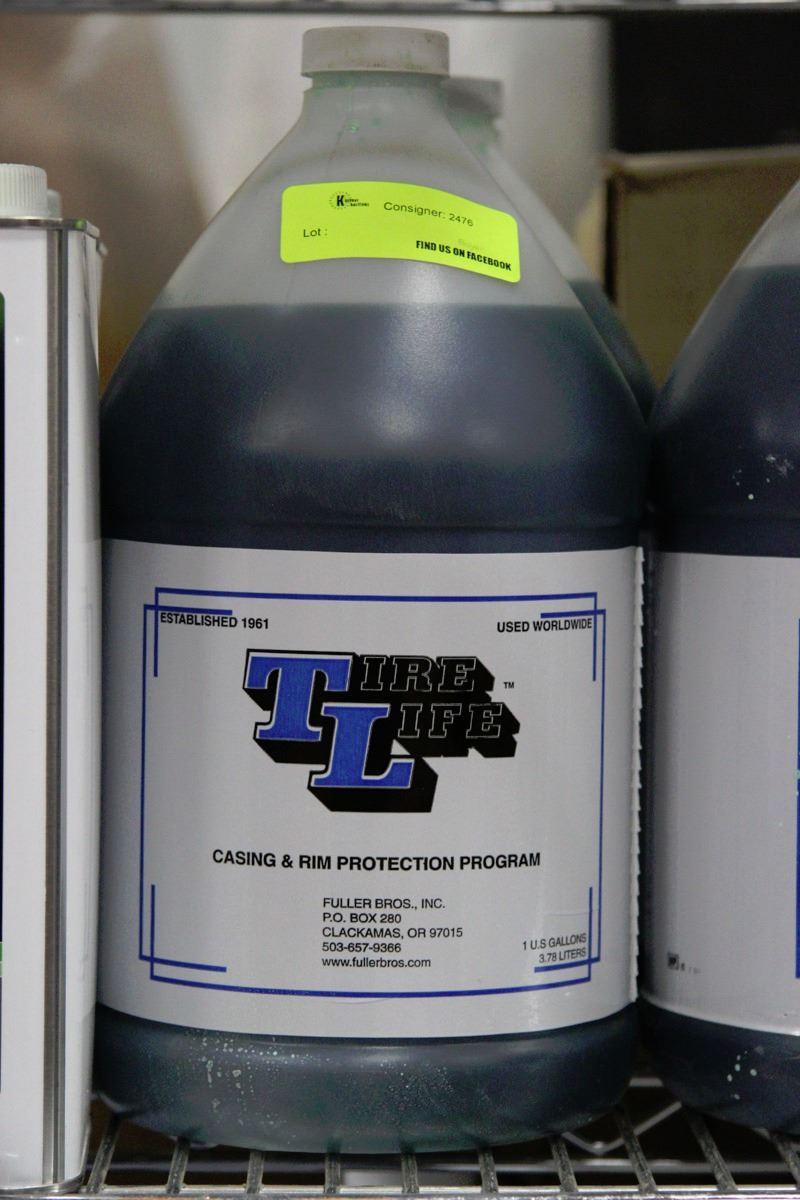 Consigner: 2476
Lot :
FIND US ON FACEBOOK
ESTABLISHED 1961
USED WORLDWIDE
TIRE
LIFE
™
CASING & RIM PROTECTION PROGRAM
FULLER BROS., INC.
P.O. BOX 280
CLACKAMAS, OR 97015
503-657-9366
www.fullerbros.com
1 U.S GALLONS
3.78 LITERS